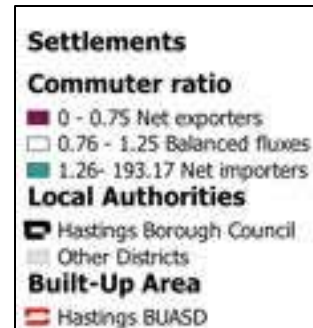 Settlements
Commuter ratio
0 - 0.75 Net exporters
0.76 - 1.25 Balanced fluxes
1.26- 193.17 Net importers
Local Authorities
Hastings Borough Council
Other Districts
Built-Up Area
Hastings BUASD